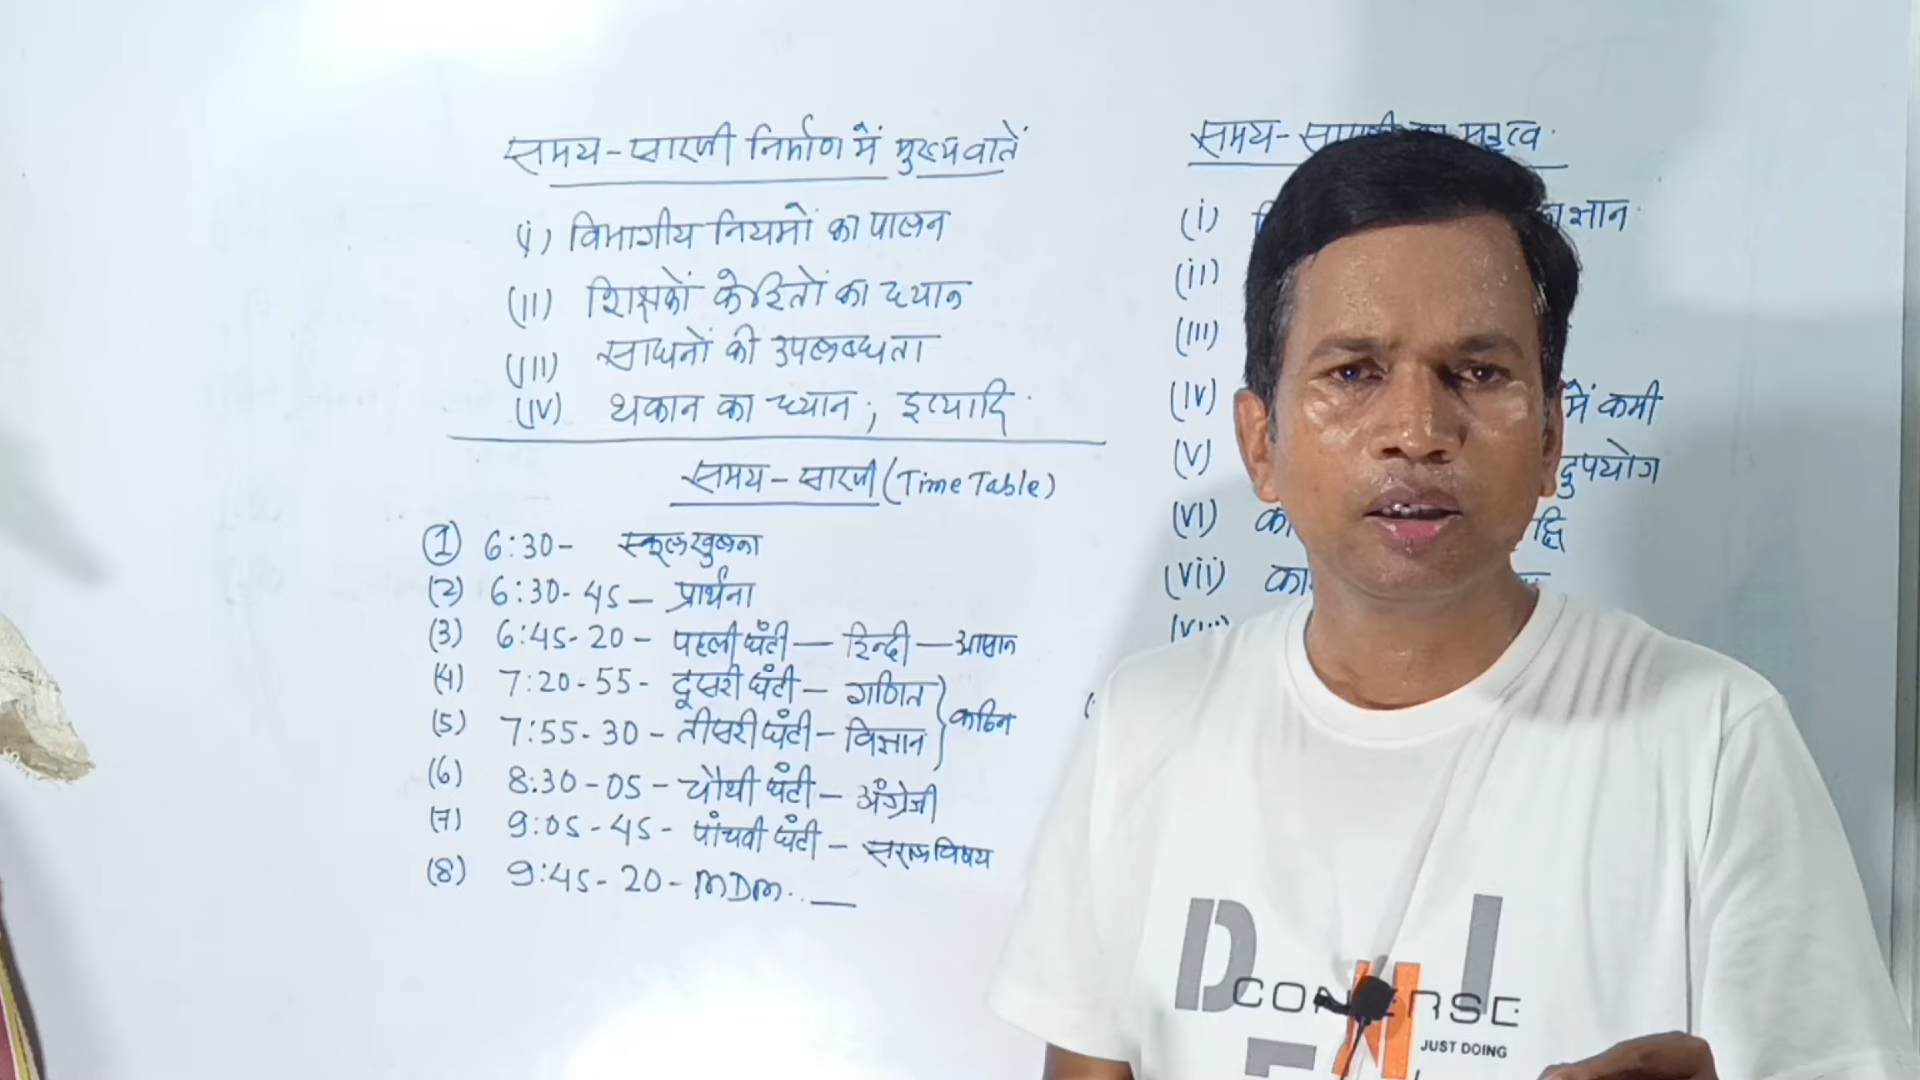 समय-सारणी निर्माण में मुख्य बातें
(i) विभागीय नियमों का पालन
(II) शिक्षकों के हितों का ध्यान
(III) साधनों की उपलब्धता
(IV) थकान का ध्यान; इत्यादि.
समय-सारणी (Time Table)
(1) 6:30- स्कूल खुलना
(2) 6:30-45- प्रार्थना
(3) 6:45-20- पहली घंटी - हिन्दी - आसान
(4) 7:20-55- दूसरी घंटी - गणित
(5) 7:55-30- तीसरी घंटी - विज्ञान
कठिन
(6) 8:30-05- चौथी घंटी - अंग्रेजी
(7) 9:05-45- पांचवी घंटी - सरल विषय
(8) 9:45-20- MDM.
समय- महत्व
(i)
(ii)
(III)
(IV) में कमी
(V)
(VI)
(vii)
CONVERSE
JUST DOING